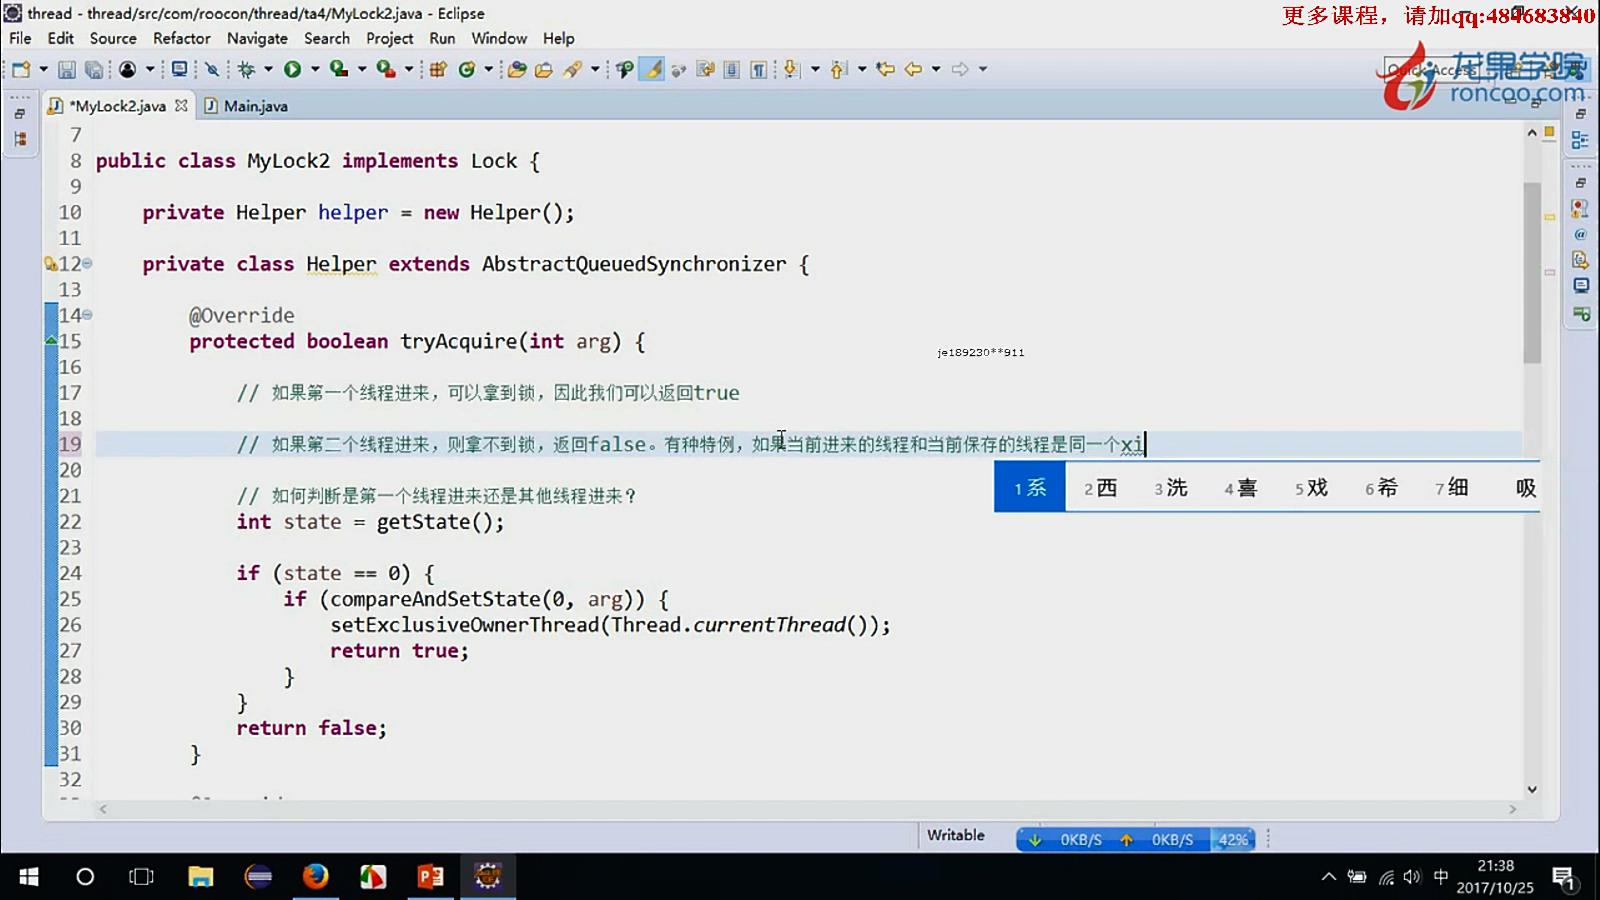 thread - thread/src/com/roocon/thread/ta4/MyLock2.java - Eclipse
更多课程，请加qq:484683840
File Edit Source Refactor Navigate Search Project Run Window Help
Quick Access
龙果学院
roncoo.com
*MyLock2.java Main.java
7
8 public class MyLock2 implements Lock {
9
10 private Helper helper = new Helper();
11
12 private class Helper extends AbstractQueuedSynchronizer {
13
14 @Override
15 protected boolean tryAcquire(int arg) {
je189230**911
16
17 // 如果第一个线程进来，可以拿到锁，因此我们可以返回true
18
19 // 如果第二个线程进来，则拿不到锁，返回false。有种特例，如果当前进来的线程和当前保存的线程是同一个xi
1系 2西 3洗 4喜 5戏 6希 7细 吸
20
21 // 如何判断是第一个线程进来还是其他线程进来？
22 int state = getState();
23
24 if (state == 0) {
25 if (compareAndSetState(0, arg)) {
26 setExclusiveOwnerThread(Thread.currentThread());
27 return true;
28 }
29 }
30 return false;
31 }
32
Writable
0KB/S 0KB/S 42%
中
21:38
2017/10/25
1